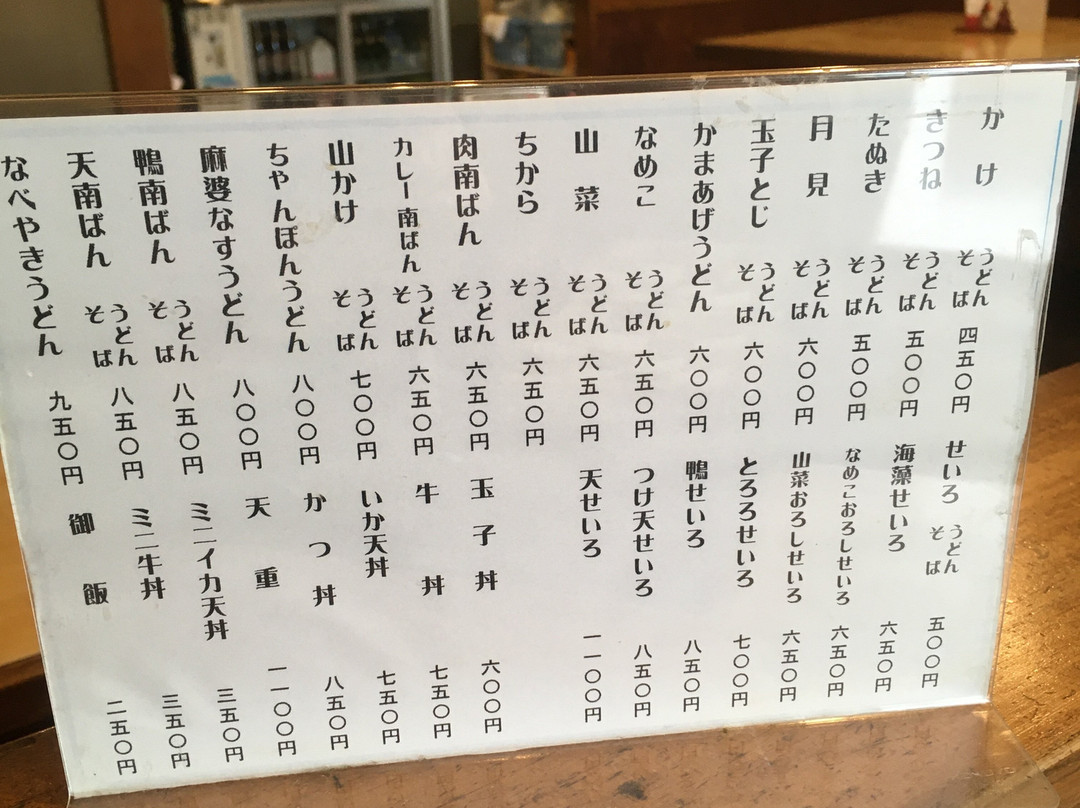 かけ うどん そば 四五〇円
きつね うどん そば 五〇〇円
たぬき うどん そば 五〇〇円
月見 うどん そば 六〇〇円
玉子とじ うどん そば 六〇〇円
かまあげうどん 六〇〇円
なめこ うどん そば 六五〇円
山菜 うどん そば 六五〇円
ちから うどん そば 六五〇円
肉南ばん うどん そば 六五〇円
カレー南ばん うどん そば 六五〇円
山かけ うどん そば 七〇〇円
ちゃんぽんうどん 八〇〇円
麻婆なすうどん 八〇〇円
鴨南ばん うどん そば 八五〇円
天南ばん うどん そば 八五〇円
なべやきうどん 九五〇円
せいろ うどん そば 五〇〇円
海藻せいろ 六五〇円
なめこおろしせいろ 六五〇円
山菜おろしせいろ 六五〇円
とろろせいろ 七〇〇円
鴨せいろ 八五〇円
つけ天せいろ 八五〇円
天せいろ 一一〇〇円
玉子丼 六〇〇円
牛丼 七五〇円
いか天丼 七五〇円
かつ丼 八五〇円
天重 一一〇〇円
ミニイカ天丼 三五〇円
ミニ牛丼 三五〇円
御飯 二五〇円